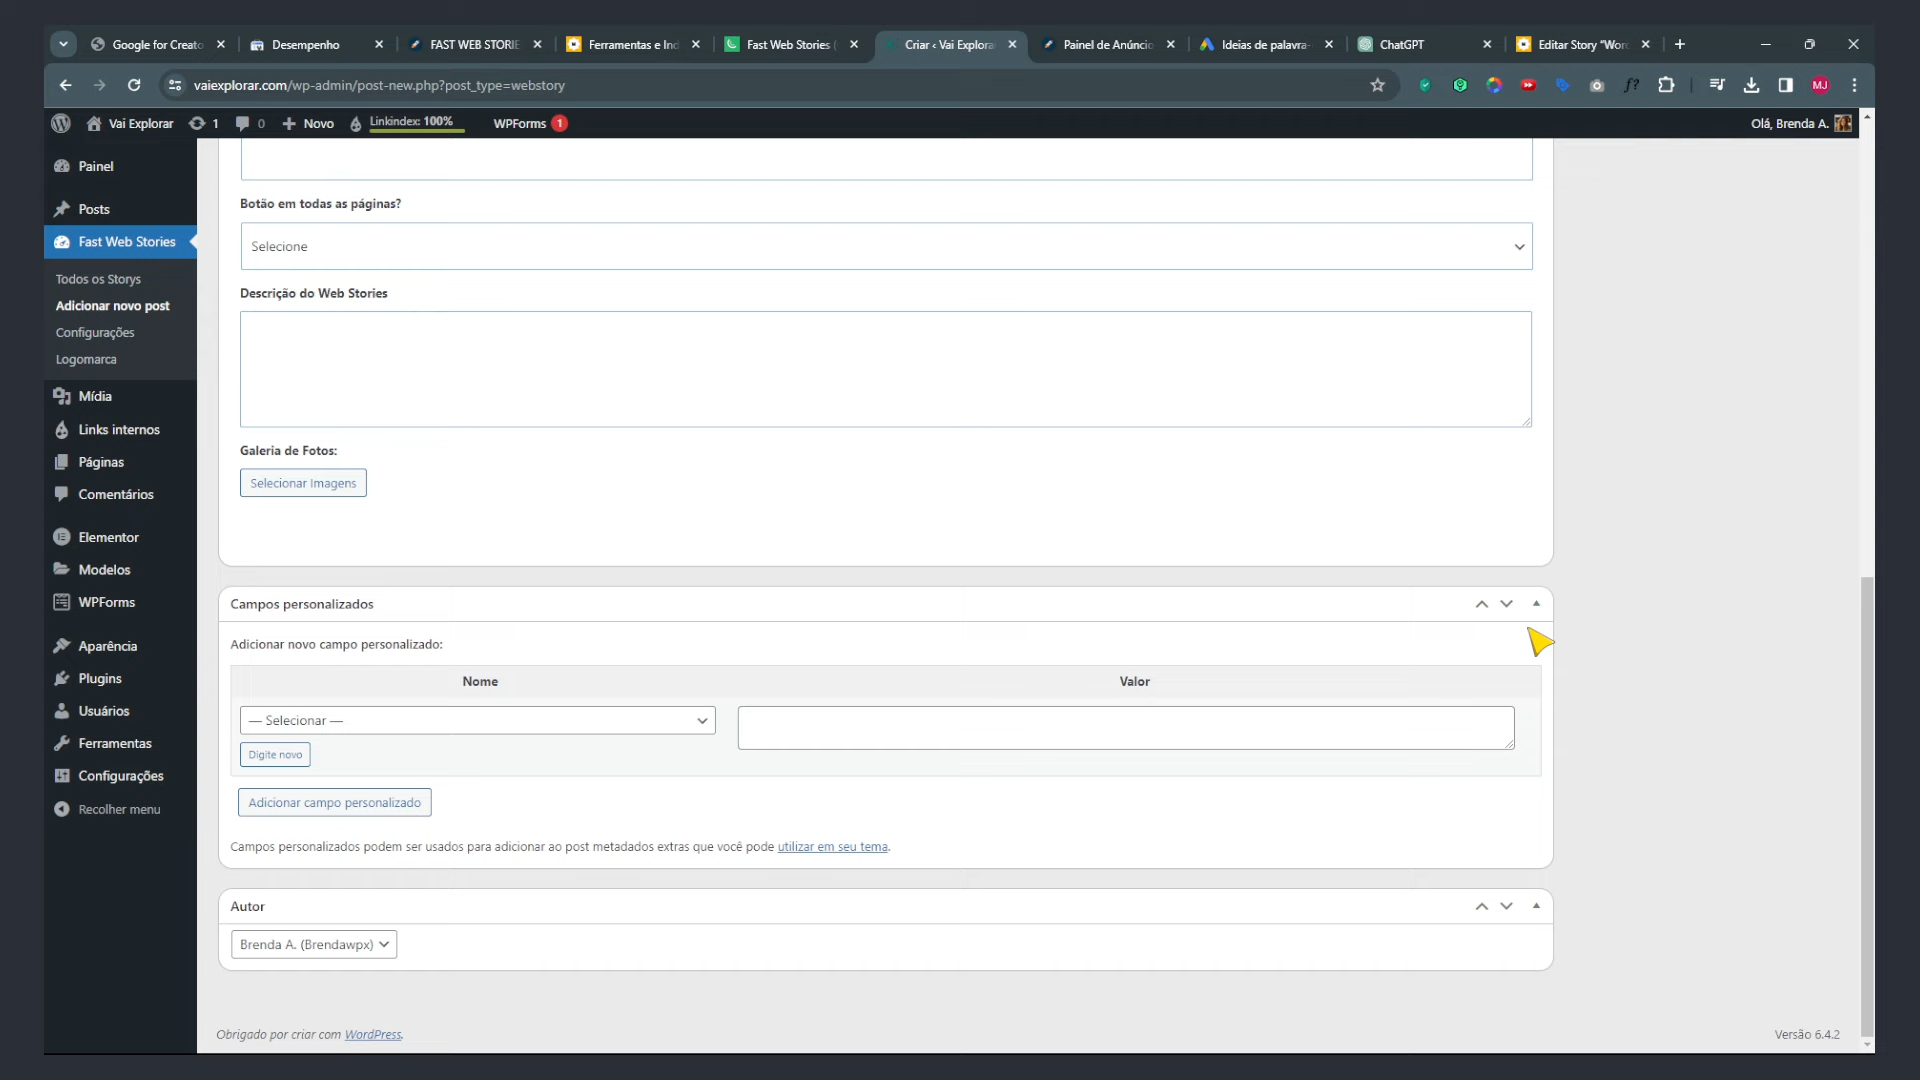 Google for Creato
Desempenho
FAST WEB STORIE
Ferramentas e Ind
Fast Web Stories (
Criar ‹ Vai Explora
Painel de Anúncio
Ideias de palavra-
ChatGPT
Editar Story "Wor
vaiexplorar.com/wp-admin/post-new.php?post_type=webstory
MJ
Vai Explorar
1
0
Novo
Linkindex: 100%
WPForms 1
Olá, Brenda A.
Painel
Posts
Fast Web Stories
Todos os Storys
Adicionar novo post
Configurações
Logomarca
Mídia
Links internos
Páginas
Comentários
Elementor
Modelos
WPForms
Aparência
Plugins
Usuários
Ferramentas
Configurações
Recolher menu
Botão em todas as páginas?
Selecione
Descrição do Web Stories
Galeria de Fotos:
Selecionar Imagens
Campos personalizados
Adicionar novo campo personalizado:
Nome
Valor
— Selecionar —
Digite novo
Adicionar campo personalizado
Campos personalizados podem ser usados para adicionar ao post metadados extras que você pode utilizar em seu tema.
Autor
Brenda A. (Brendawpx)
Obrigado por criar com WordPress.
Versão 6.4.2